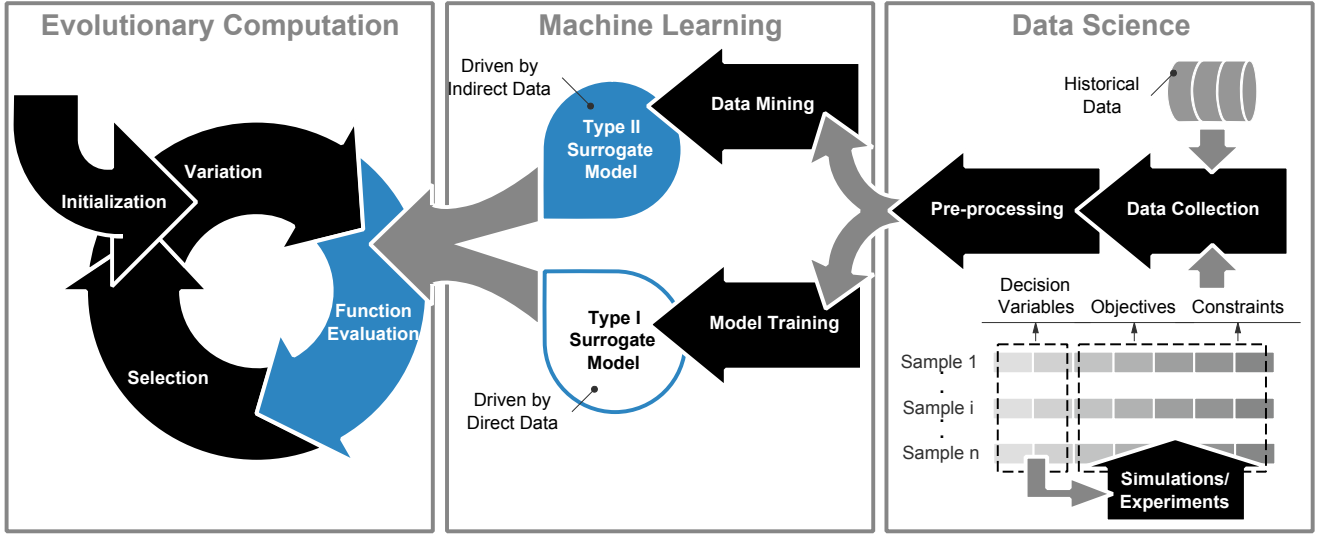 Evolutionary Computation
Initialization
Variation
Function
Evaluation
Selection
Machine Learning
Driven by
Indirect Data
Type II
Surrogate
Model
Data Mining
Type I
Surrogate
Model
Model Training
Driven by
Direct Data
Data Science
Historical
Data
Pre-processing
Data Collection
Decision
Variables
Objectives
Constraints
Sample 1
.
.
Sample i
.
.
Sample n
Simulations/
Experiments